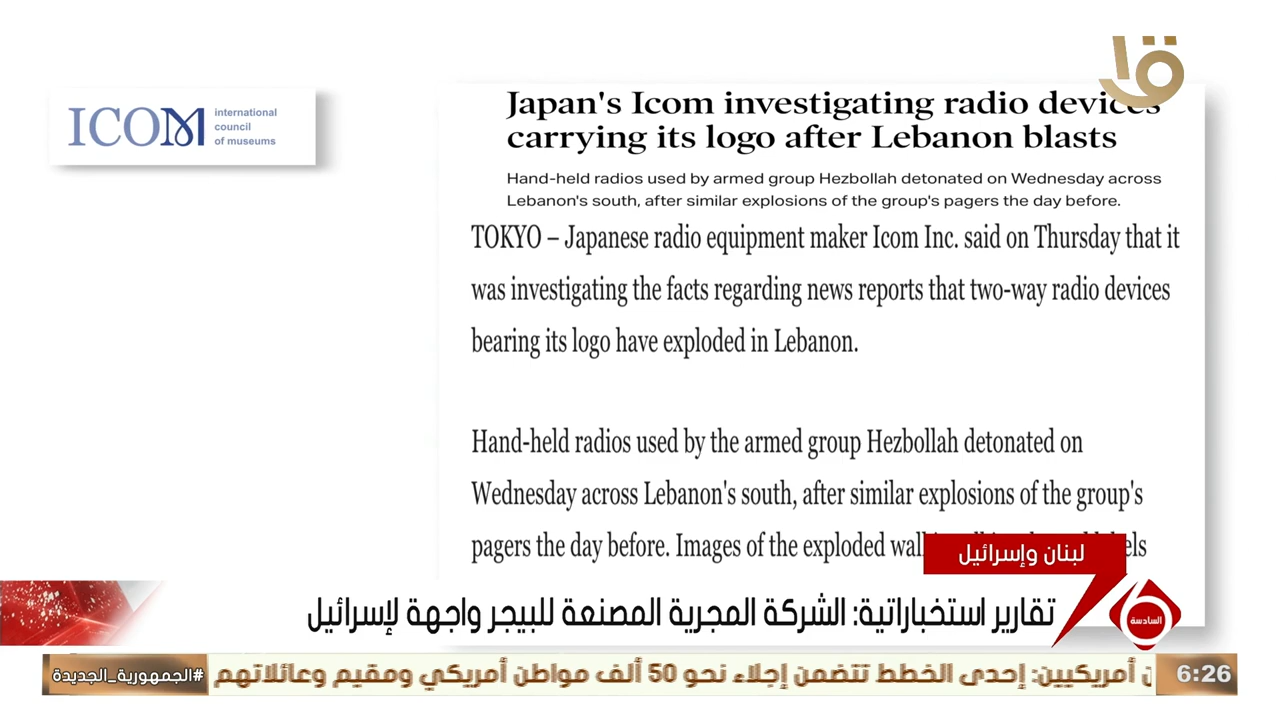 ICOM
international
council
of museums
Japan's Icom investigating radio devices
carrying its logo after Lebanon blasts
Hand-held radios used by armed group Hezbollah detonated on Wednesday across
Lebanon's south, after similar explosions of the group's pagers the day before.
TOKYO – Japanese radio equipment maker Icom Inc. said on Thursday that it
was investigating the facts regarding news reports that two-way radio devices
bearing its logo have exploded in Lebanon.
Hand-held radios used by the armed group Hezbollah detonated on
Wednesday across Lebanon's south, after similar explosions of the group's
pagers the day before. Images of the exploded
لبنان وإسرائيل
تقارير استخباراتية: الشركة المجرية المصنعة للبيجر واجهة لإسرائيل
السادسة
أمريكيين: إحدى الخطط تتضمن إجلاء نحو 50 ألف مواطن أمريكي ومقيم وعائلاتهم
#الجمهورية_الجديدة
6:26